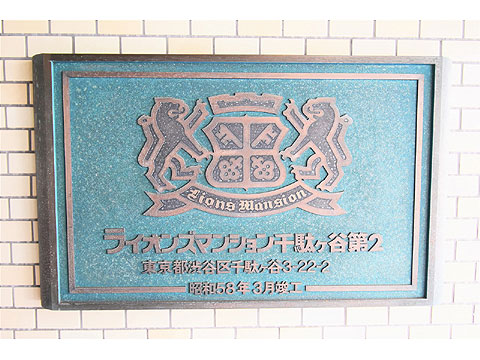 Lions Mansion
ライオンズマンション千駄ヶ谷第2
東京都渋谷区千駄ヶ谷3-22-2
昭和58年3月竣工